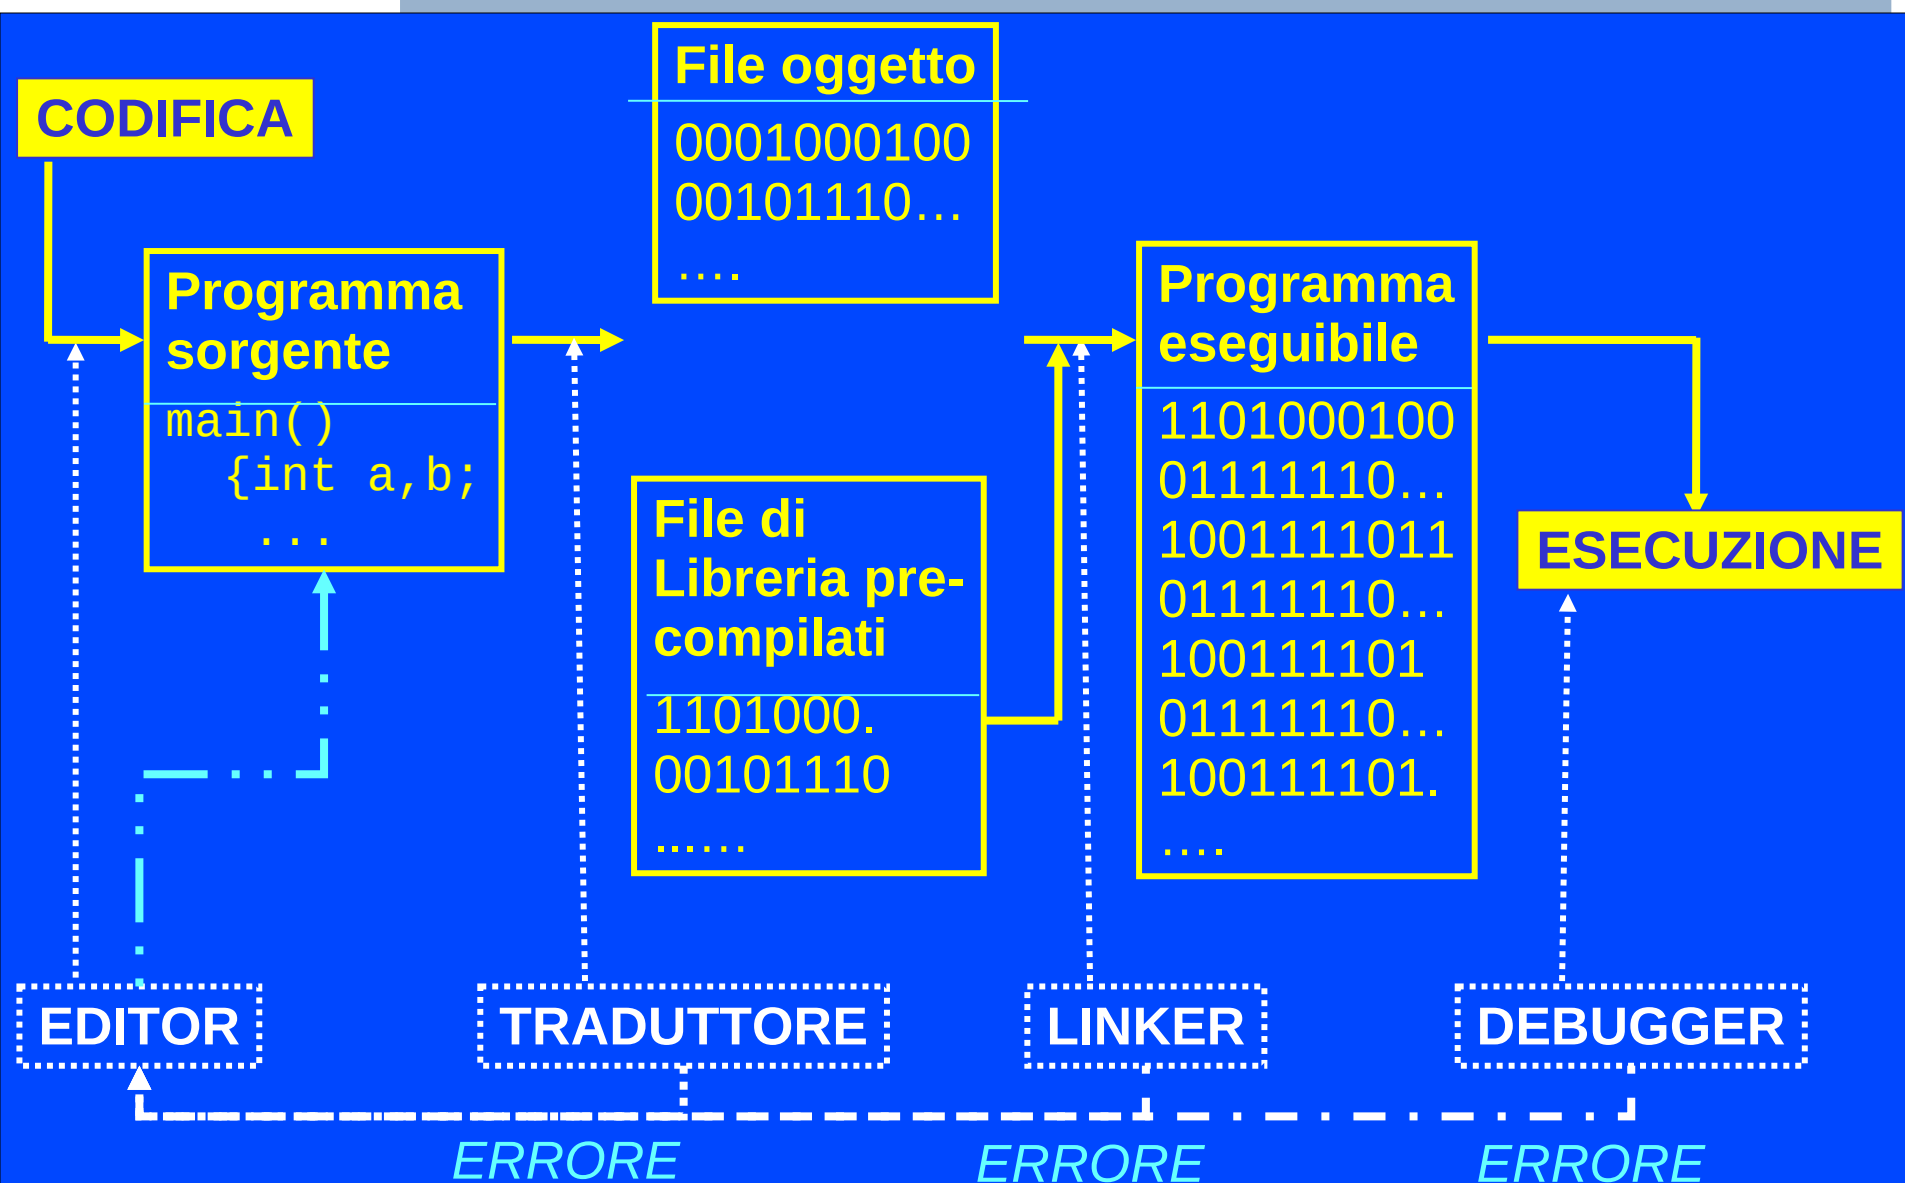 CODIFICA
Programma
sorgente
main()
{int a,b;
...
File oggetto
0001000100
00101110…
….
File di
Libreria pre-
compilati
1101000.
00101110
...…
Programma
eseguibile
1101000100
01111110…
1001111011
01111110…
100111101
01111110…
100111101.
….
ESECUZIONE
EDITOR
TRADUTTORE
LINKER
DEBUGGER
ERRORE
ERRORE
ERRORE